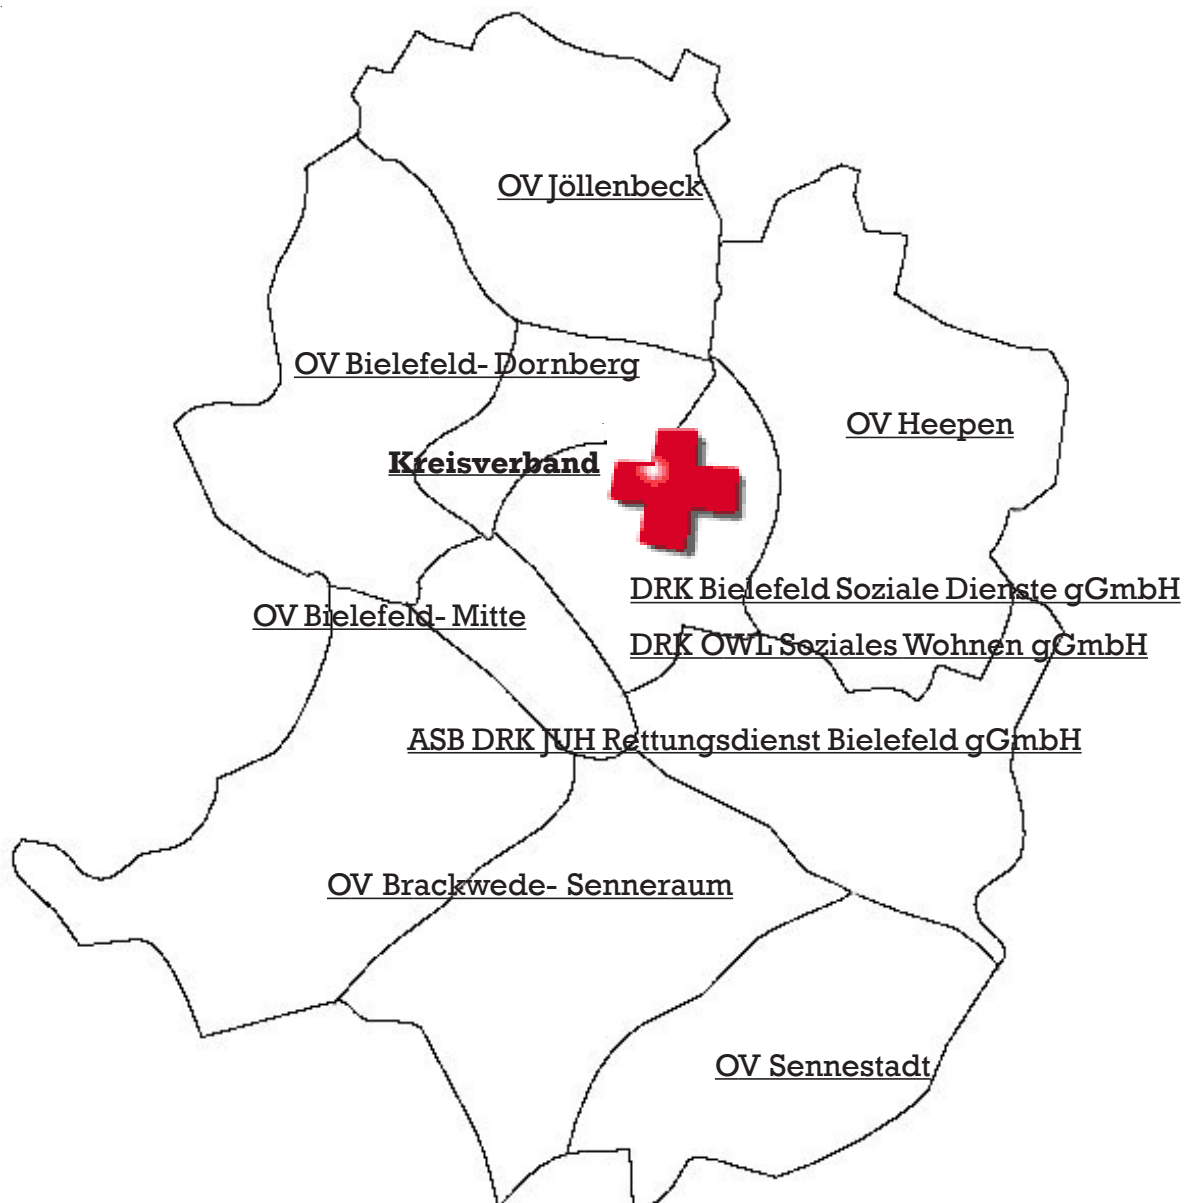 OV Jöllenbeck
OV Bielefeld- Dornberg
OV Heepen
Kreisverband
DRK Bielefeld Soziale Dienste gGmbH
OV Bielefeld- Mitte
DRK OWL Soziales Wohnen gGmbH
ASB DRK JUH Rettungsdienst Bielefeld gGmbH
OV Brackwede- Senneraum
OV Sennestadt